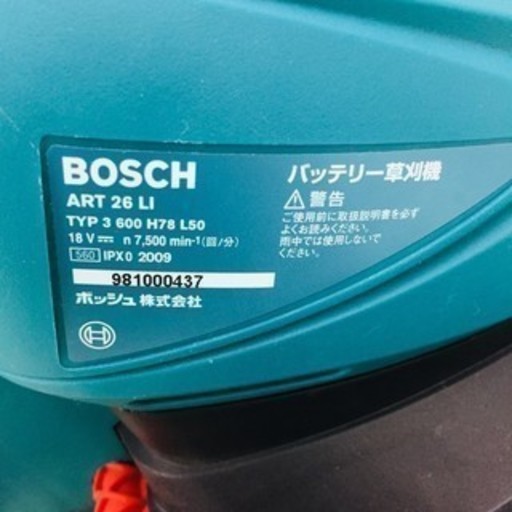 BOSCH
ART 26 LI
TYP 3 600 H78 L50
18 V ⎓ n 7,500 min-¹(回/分)
560 IPX0 2009
981000437
ボッシュ株式会社
バッテリー草刈機
⚠警告
ご使用前に取扱説明書を必ず
よくお読みください。
雨中では使用しないで
ください。